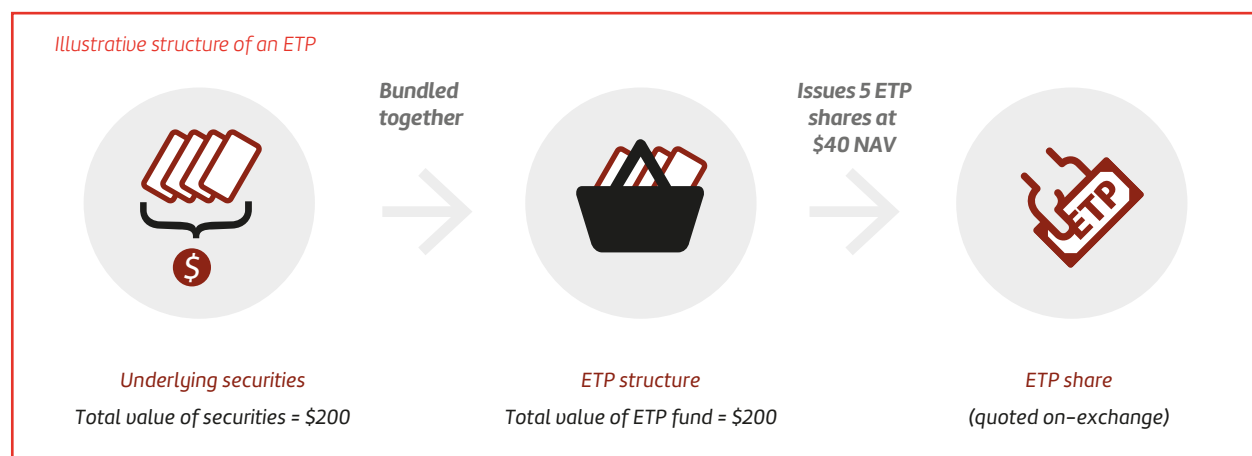 Illustrative structure of an ETP
Bundled
together
Issues 5 ETP
shares at
$40 NAV
$
ETP
Underlying securities
Total value of securities = $200
ETP structure
Total value of ETP fund = $200
ETP share
(quoted on-exchange)